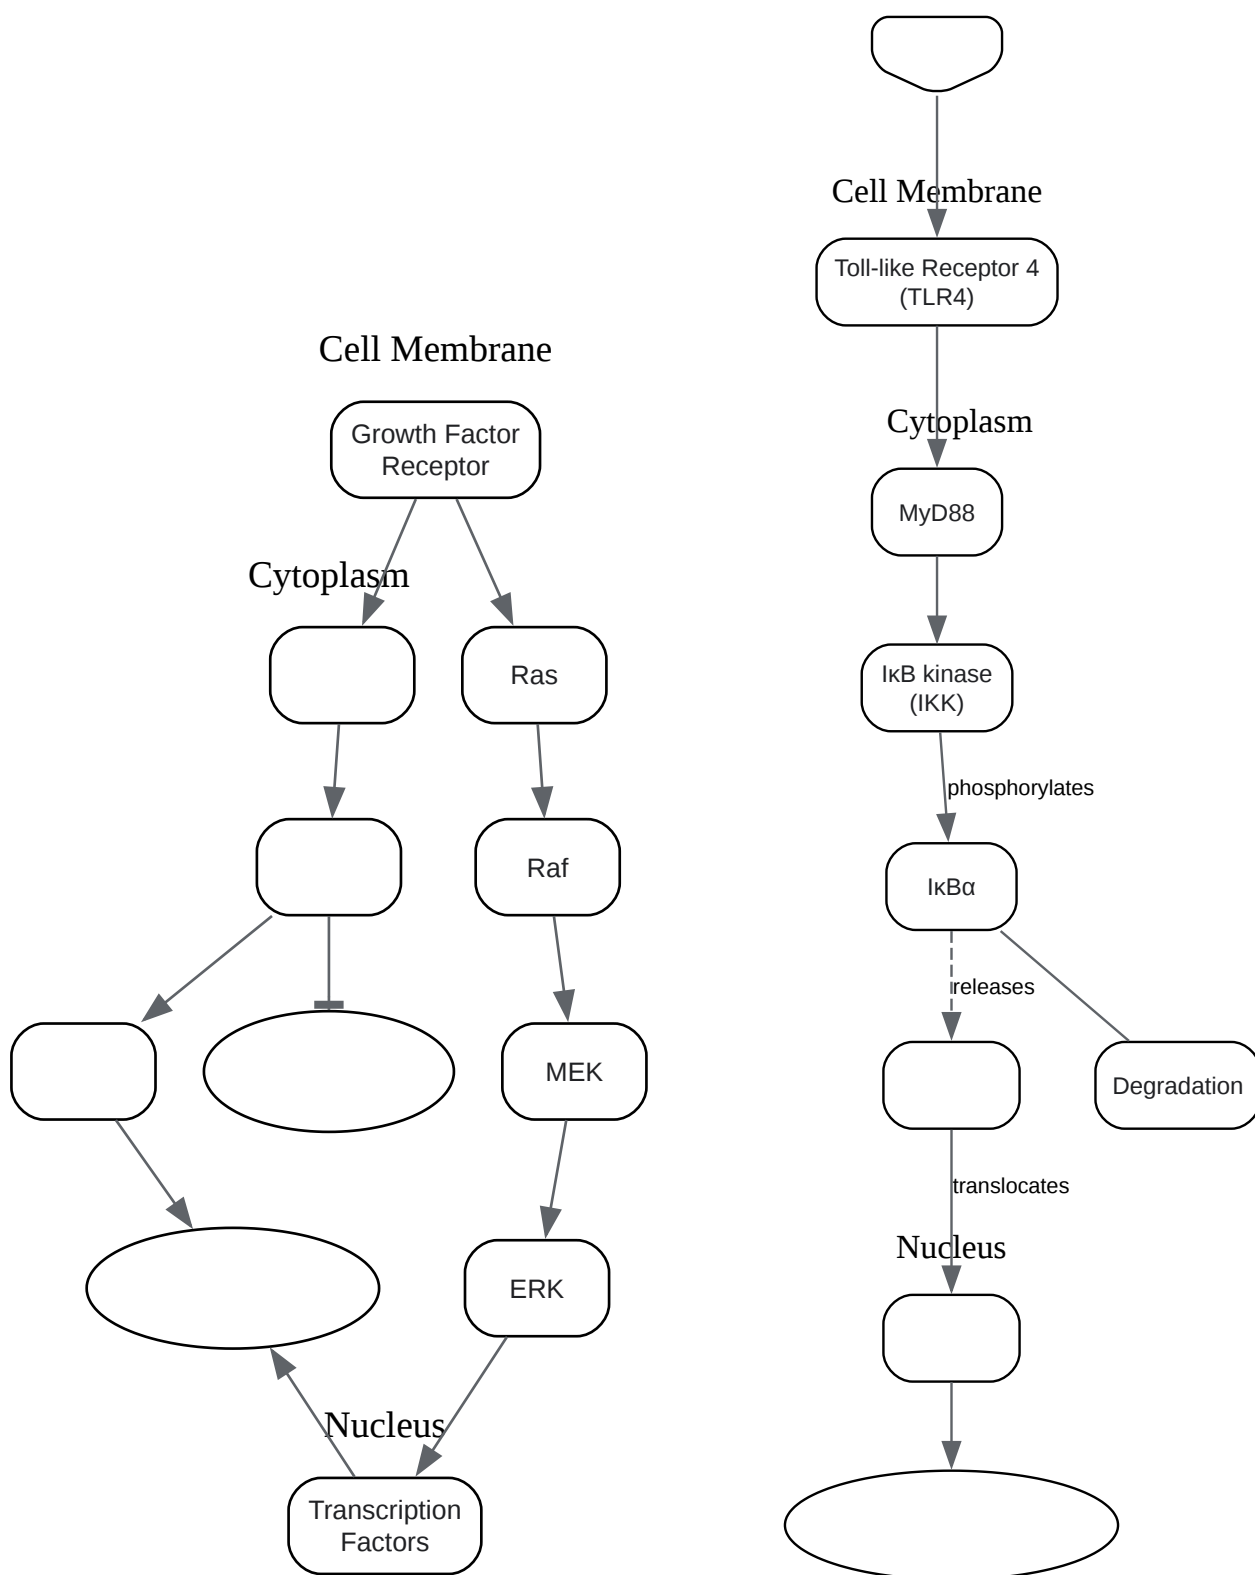 Cell Membrane
Growth Factor
Receptor
Cytoplasm
Ras
Raf
MEK
ERK
Nucleus
Transcription
Factors
Cell Membrane
Toll-like Receptor 4
(TLR4)
Cytoplasm
MyD88
IκB kinase
(IKK)
phosphorylates
IκBα
releases
Degradation
translocates
Nucleus